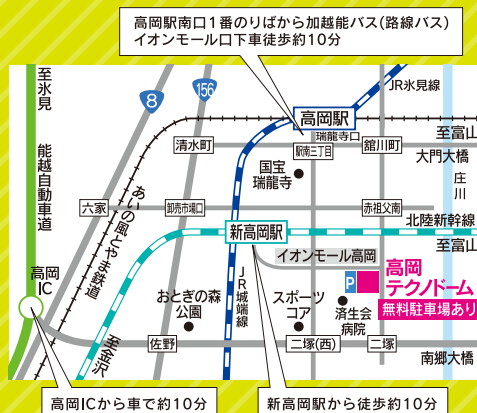 高岡駅南口1番のりばから加越能バス(路線バス)
イオンモール口下車徒歩約10分
至氷見
能越自動車道
8
156
JR氷見線
高岡駅
瑞龍寺口
駅南三丁目
清水町
舘川町
至富山
大門大橋
国宝
瑞龍寺
庄川
あいの風とやま鉄道
六家
卸売市場口
赤祖父南
北陸新幹線
新高岡駅
至富山
イオンモール高岡
高岡
IC
高岡
テクノドーム
P
無料駐車場あり
JR城端線
おとぎの森
公園
スポーツ
コア
済生会
病院
至金沢
佐野
二塚(西)
二塚
南郷大橋
高岡ICから車で約10分
新高岡駅から徒歩約10分